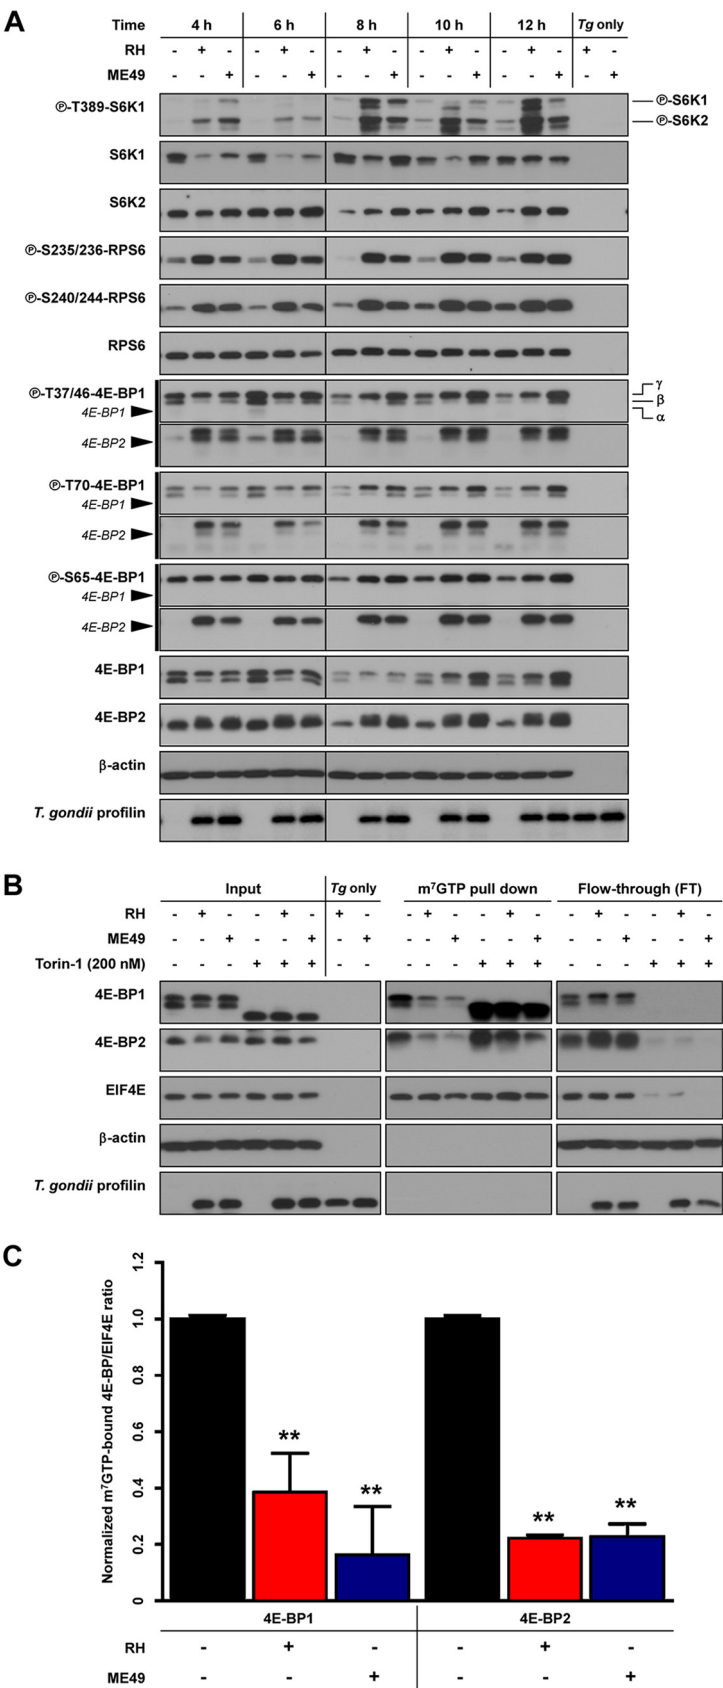 A
Time 4 h 6 h 8 h 10 h 12 h Tg only
RH - + - - + - - + - - + - - + - + -
ME49 - - + - - + - - + - - + - - + - +
Ⓟ-T389-S6K1
Ⓟ-S6K1
Ⓟ-S6K2
S6K1
S6K2
Ⓟ-S235/236-RPS6
Ⓟ-S240/244-RPS6
RPS6
Ⓟ-T37/46-4E-BP1
4E-BP1
γ
β
α
4E-BP2
Ⓟ-T70-4E-BP1
4E-BP1
4E-BP2
Ⓟ-S65-4E-BP1
4E-BP1
4E-BP2
4E-BP1
4E-BP2
β-actin
T. gondii profilin
B
Input Tg only m⁷GTP pull down Flow-through (FT)
RH - + - - + - + - - + - - + - - + - - + -
ME49 - - + - - + - + - - + - - + - - + - - +
Torin-1 (200 nM) - - - + + + - - - - - + + + - - - + + +
4E-BP1
4E-BP2
EIF4E
β-actin
T. gondii profilin
C
Normalized m⁷GTP-bound 4E-BP/EIF4E ratio
1.2
1.0
0.8
0.6
0.4
0.2
0
** ** ** **
4E-BP1 4E-BP2
RH - + - - + -
ME49 - - + - - +